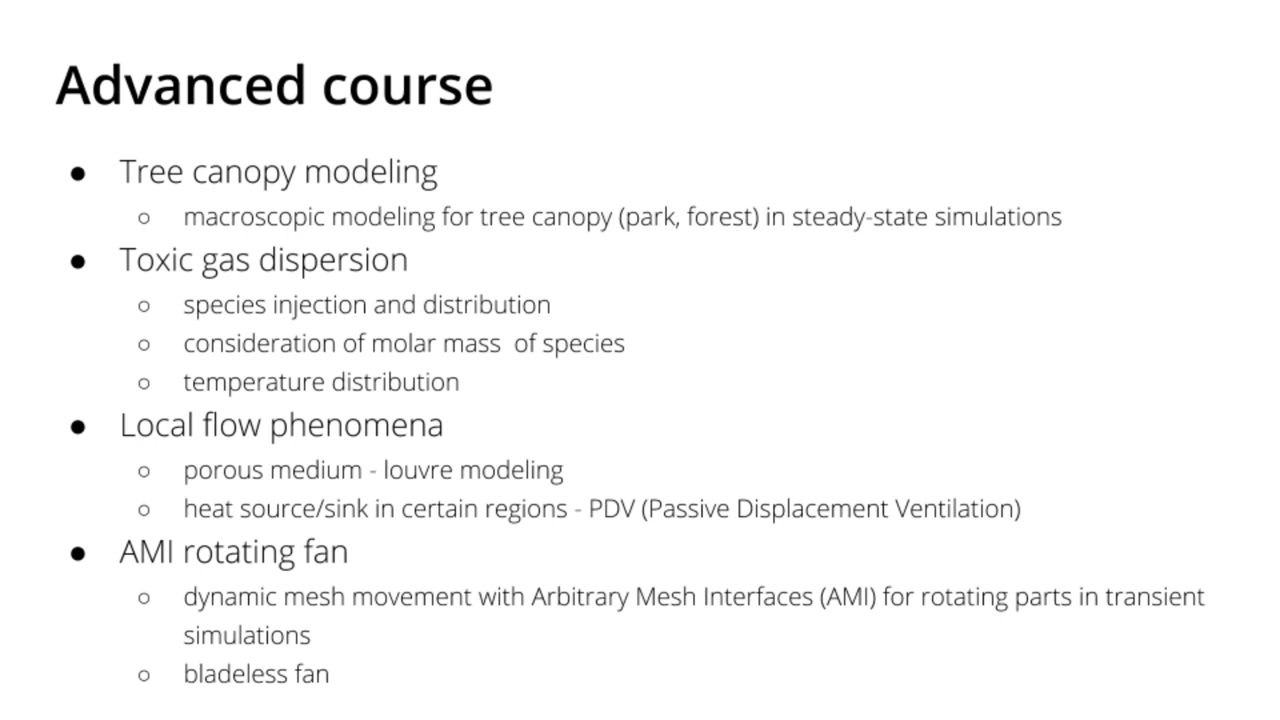 Advanced course
● Tree canopy modeling
○ macroscopic modeling for tree canopy (park, forest) in steady-state simulations
● Toxic gas dispersion
○ species injection and distribution
○ consideration of molar mass  of species
○ temperature distribution
● Local flow phenomena
○ porous medium - louvre modeling
○ heat source/sink in certain regions - PDV (Passive Displacement Ventilation)
● AMI rotating fan
○ dynamic mesh movement with Arbitrary Mesh Interfaces (AMI) for rotating parts in transient
simulations
○ bladeless fan